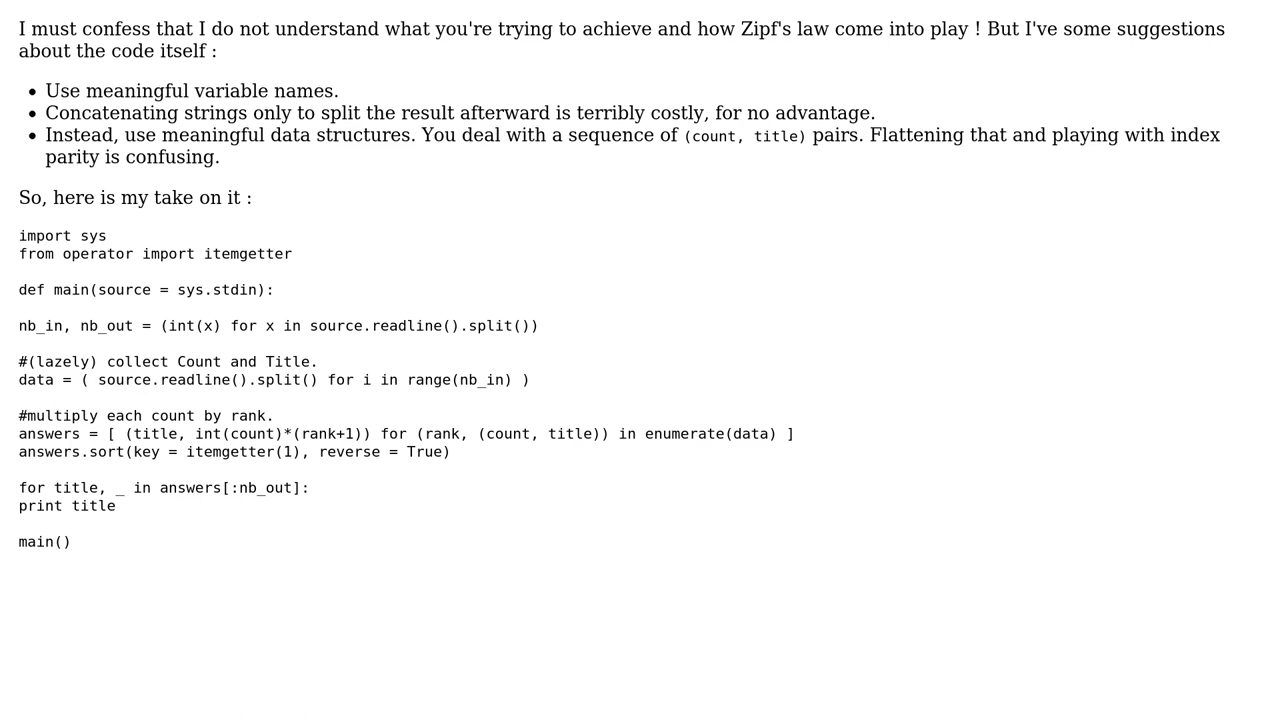 I must confess that I do not understand what you're trying to achieve and how Zipf's law come into play ! But I've some suggestions
about the code itself :
• Use meaningful variable names.
• Concatenating strings only to split the result afterward is terribly costly, for no advantage.
• Instead, use meaningful data structures. You deal with a sequence of (count, title) pairs. Flattening that and playing with index
parity is confusing.
So, here is my take on it :
import sys
from operator import itemgetter
def main(source = sys.stdin):
nb_in, nb_out = (int(x) for x in source.readline().split())
#(lazely) collect Count and Title.
data = ( source.readline().split() for i in range(nb_in) )
#multiply each count by rank.
answers = [ (title, int(count)*(rank+1)) for (rank, (count, title)) in enumerate(data) ]
answers.sort(key = itemgetter(1), reverse = True)
for title, _ in answers[:nb_out]:
print title
main()